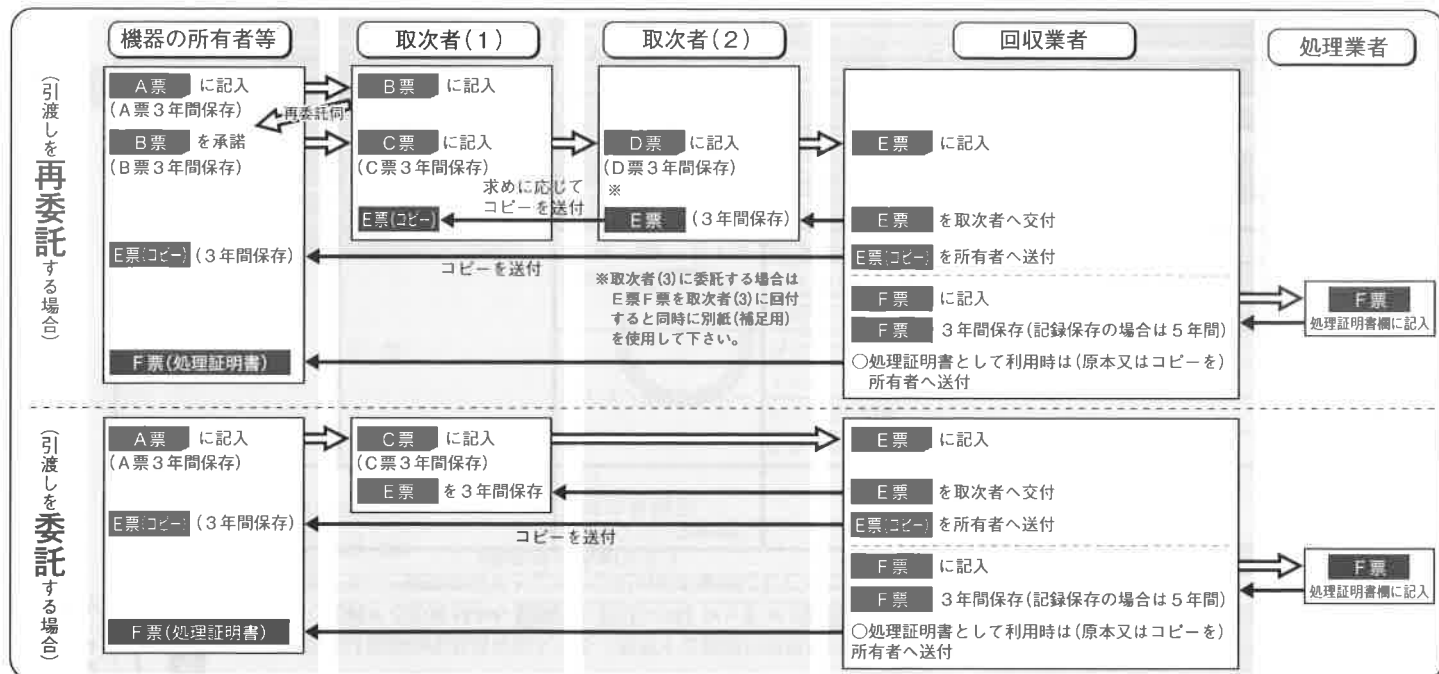 機器の所有者等
取次者(1)
取次者(2)
回収業者
処理業者
(引渡しを再委託する場合)
A票 に記入
(A票3年間保存)
B票 を承諾
(B票3年間保存)
E票(コピー) (3年間保存)
F票(処理証明書)
再委託伺
B票 に記入
C票 に記入
(C票3年間保存)
E票(コピー)
求めに応じて
コピーを送付
コピーを送付
D票 に記入
(D票3年間保存)
※
E票 (3年間保存)
※取次者(3)に委託する場合は
E票F票を取次者(3)に回付
すると同時に別紙(補足用)
を使用して下さい。
E票 に記入
E票 を取次者へ交付
E票(コピー) を所有者へ送付
F票 に記入
F票 3年間保存(記録保存の場合は5年間)
○処理証明書として利用時は(原本又はコピーを)
所有者へ送付
F票
処理証明書欄に記入
(引渡しを委託する場合)
A票 に記入
(A票3年間保存)
E票(コピー) (3年間保存)
F票(処理証明書)
C票 に記入
(C票3年間保存)
E票 を3年間保存
コピーを送付
E票 に記入
E票 を取次者へ交付
E票(コピー) を所有者へ送付
F票 に記入
F票 3年間保存(記録保存の場合は5年間)
○処理証明書として利用時は(原本又はコピーを)
所有者へ送付
F票
処理証明書欄に記入